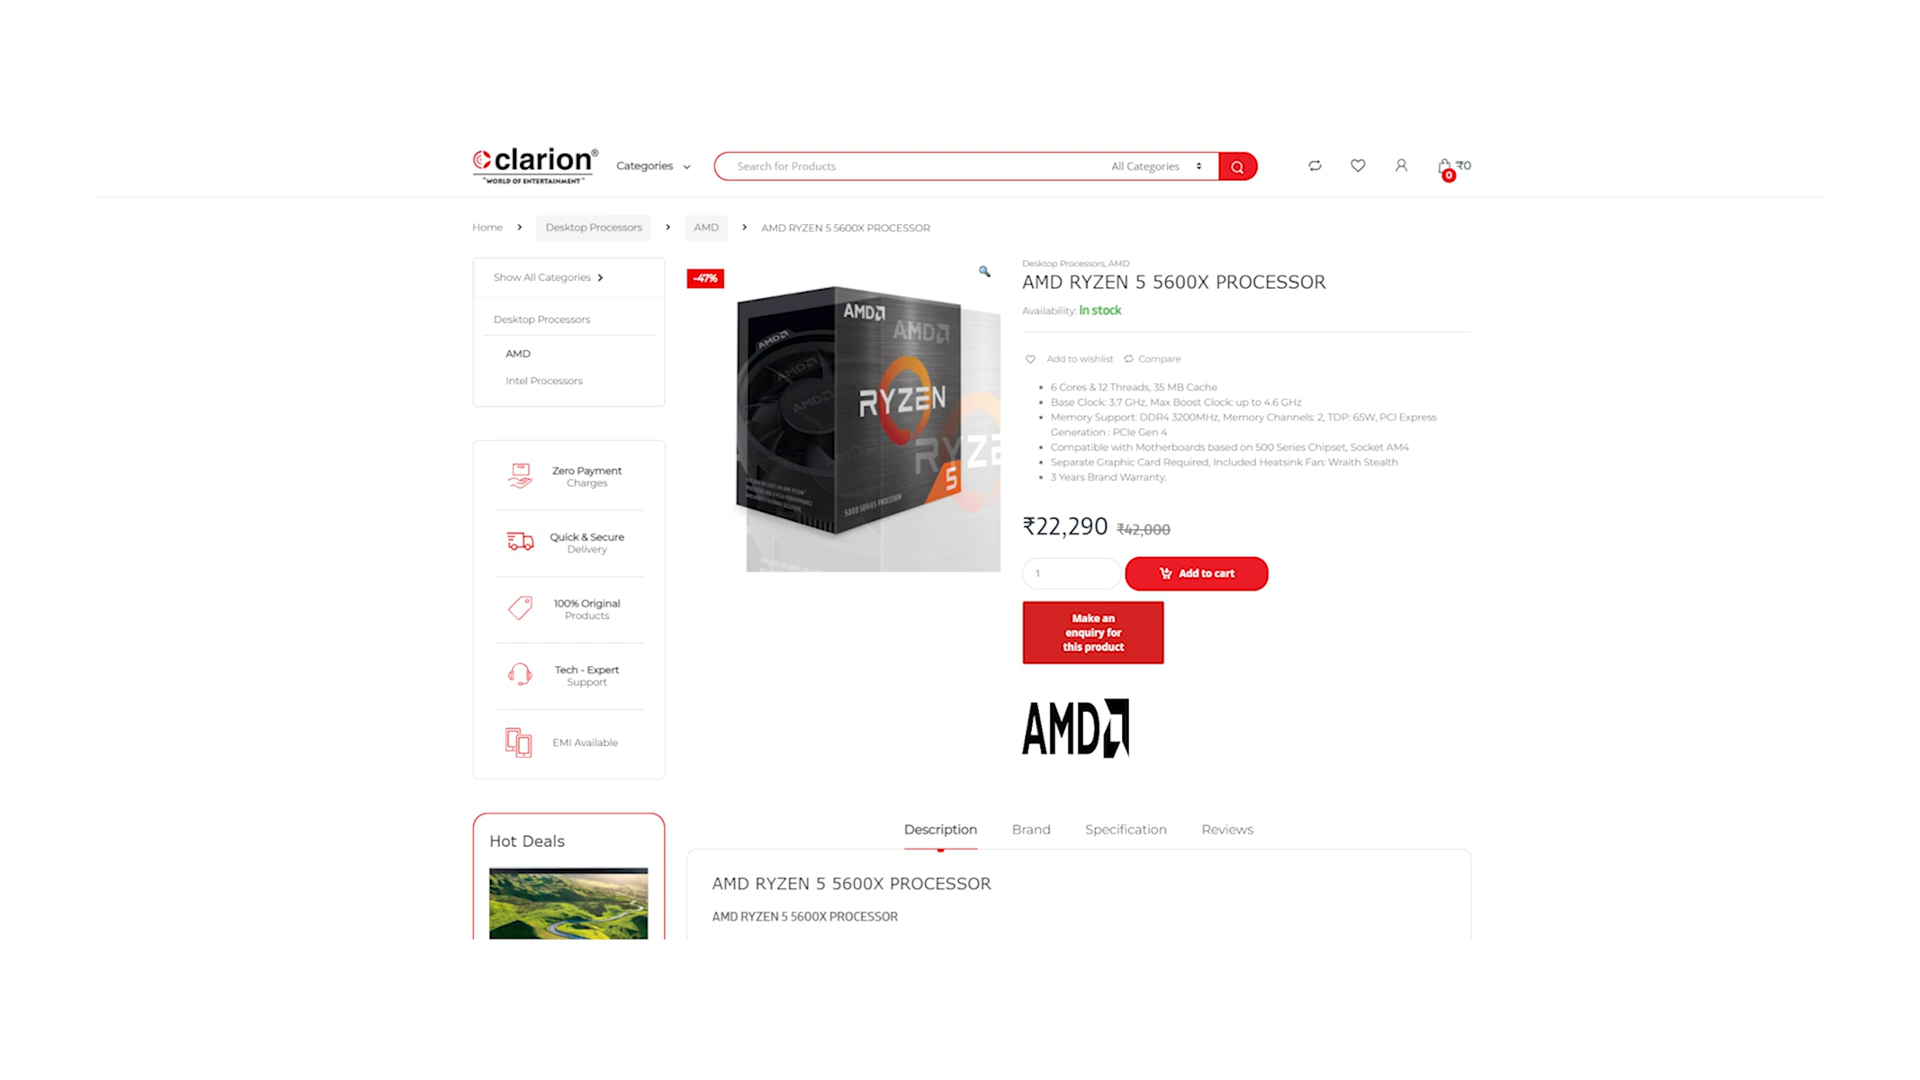 clarion®
"WORLD OF ENTERTAINMENT"
Categories
Search for Products
All Categories
₹0
0
Home > Desktop Processors > AMD > AMD RYZEN 5 5600X PROCESSOR
Show All Categories >
Desktop Processors
AMD
Intel Processors
Zero Payment
Charges
Quick & Secure
Delivery
100% Original
Products
Tech - Expert
Support
EMI Available
Hot Deals
-47%
AMD
AMD
AMD
AMD
AMD
RYZEN
RYZE
5
5000 SERIES PROCESSOR
Desktop Processors, AMD
AMD RYZEN 5 5600X PROCESSOR
Availability: In stock
Add to wishlist
Compare
• 6 Cores & 12 Threads, 35 MB Cache
• Base Clock: 3.7 GHz, Max Boost Clock: up to 4.6 GHz
• Memory Support: DDR4 3200MHz, Memory Channels: 2, TDP: 65W, PCI Express
Generation : PCIe Gen 4
• Compatible with Motherboards based on 500 Series Chipset, Socket AM4
• Separate Graphic Card Required, Included Heatsink Fan: Wraith Stealth
• 3 Years Brand Warranty.
₹22,290 ₹42,000
1
Add to cart
Make an
enquiry for
this product
AMD
Description
Brand
Specification
Reviews
AMD RYZEN 5 5600X PROCESSOR
AMD RYZEN 5 5600X PROCESSOR